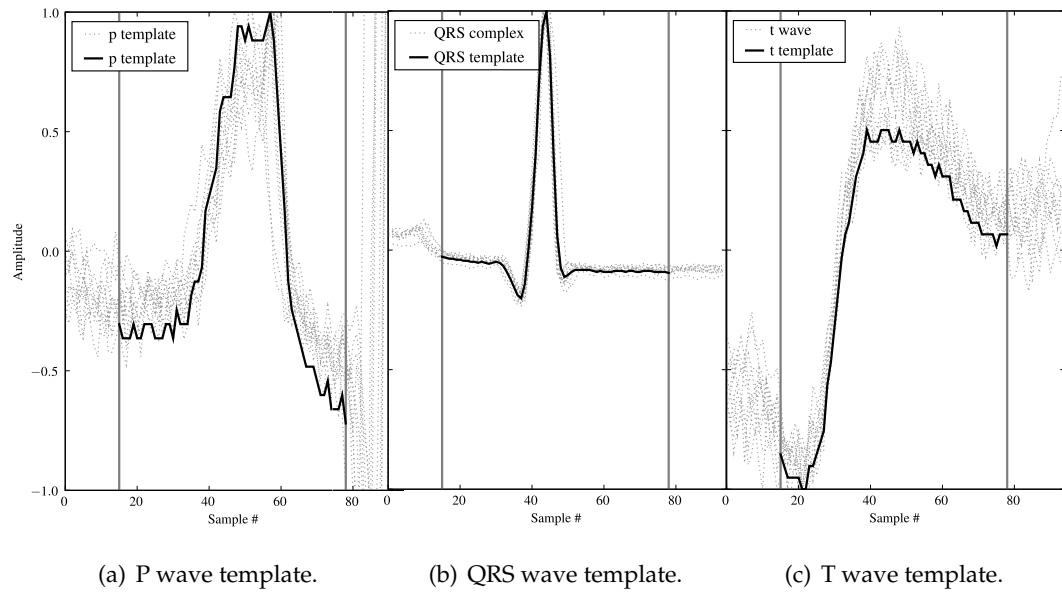 p template
p template
QRS complex
QRS template
t wave
t template
1.0
0.5
0.0
−0.5
−1.0
Amplitude
0 20 40 60 80
20 40 60 80
20 40 60 80
Sample # Sample # Sample #
(a) P wave template. (b) QRS wave template. (c) T wave template.